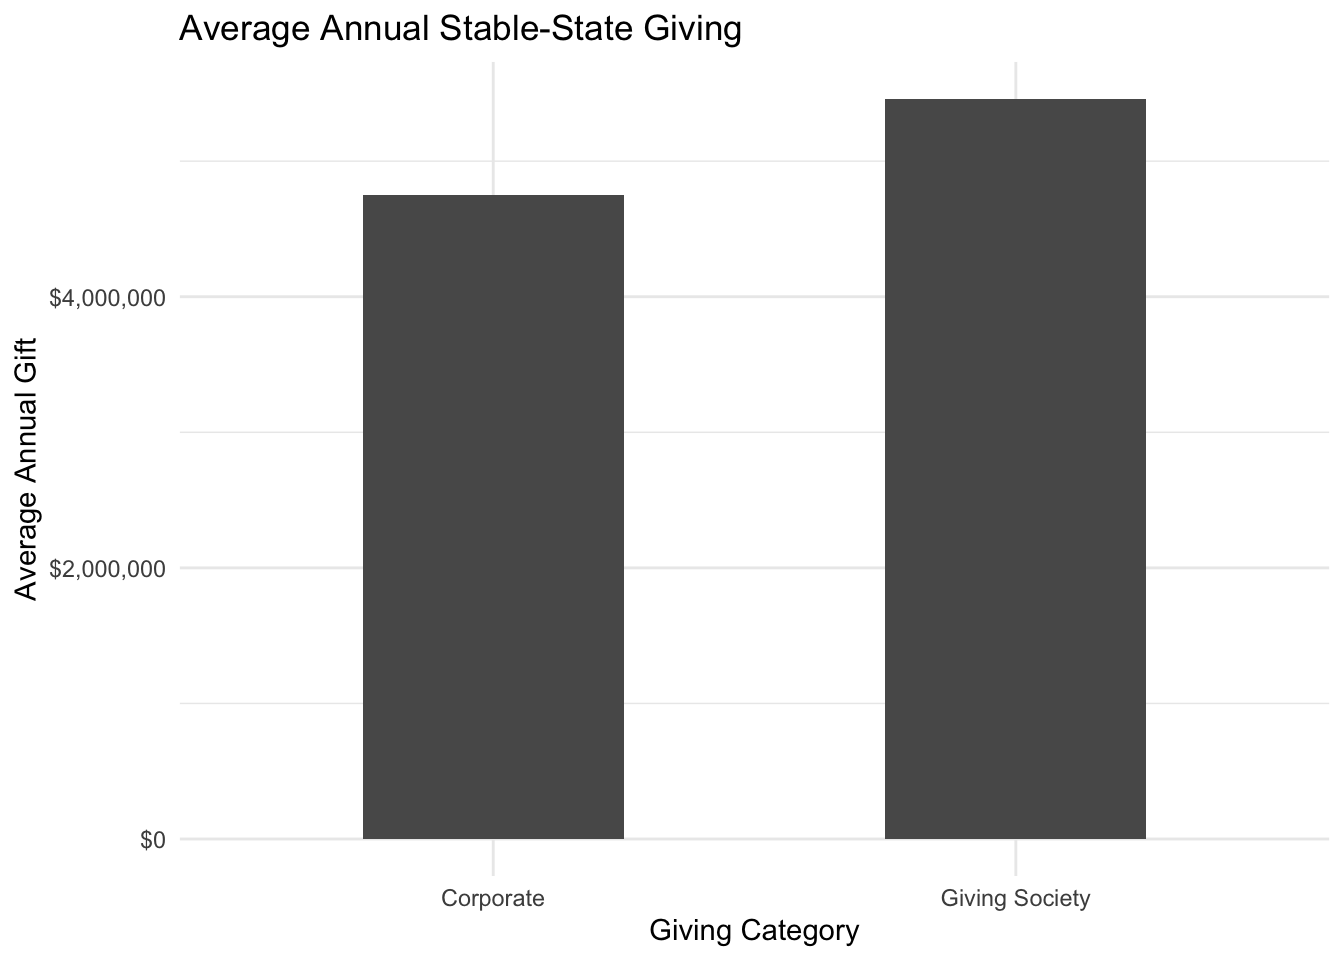 Average Annual Stable-State Giving
Average Annual Gift
$4,000,000
$2,000,000
$0
Corporate
Giving Society
Giving Category